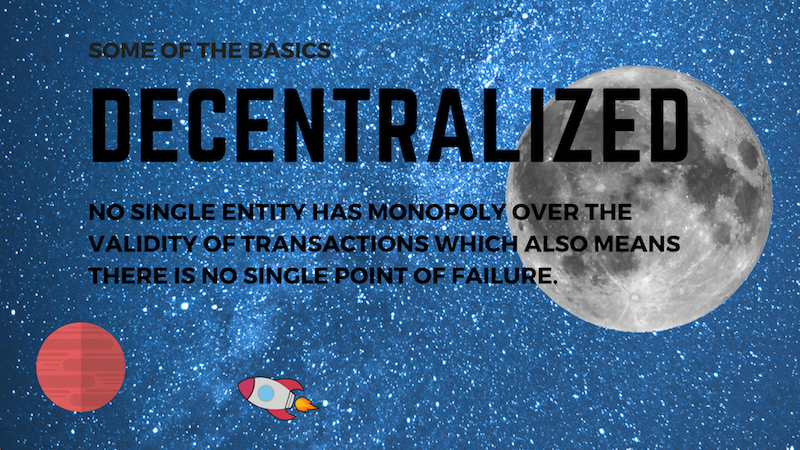 SOME OF THE BASICS
DECENTRALIZED
NO SINGLE ENTITY HAS MONOPOLY OVER THE
VALIDITY OF TRANSACTIONS WHICH ALSO MEANS
THERE IS NO SINGLE POINT OF FAILURE.